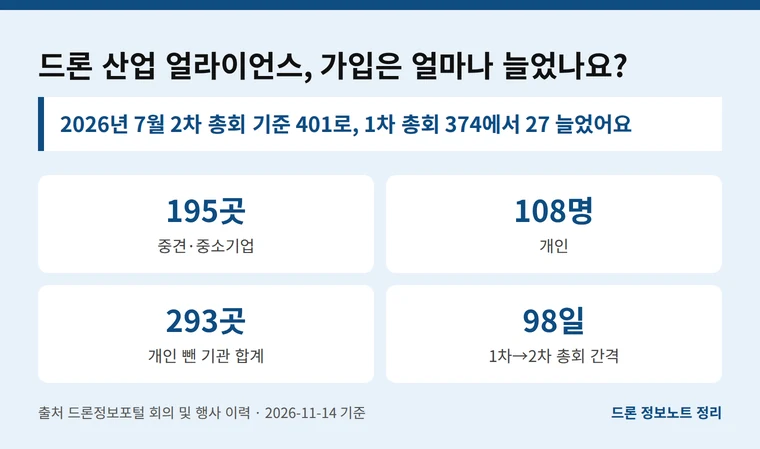 드론 산업 얼라이언스, 가입은 얼마나 늘었나요?
2026년 7월 2차 총회 기준 401로, 1차 총회 374에서 27 늘었어요
195곳
중견·중소기업
108명
개인
293곳
개인 뺀 기관 합계
98일
1차→2차 총회 간격
출처 드론정보포털 회의 및 행사 이력 · 2026-11-14 기준
드론 정보노트 정리